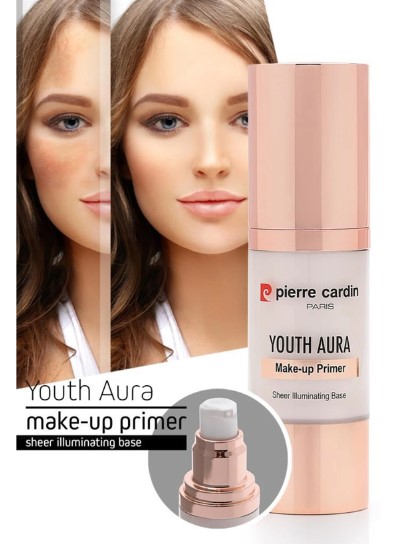 pierre cardin
PARIS
YOUTH AURA
Make-up Primer
Sheer Illuminating Base
Youth Aura
make-up primer
sheer illuminating base